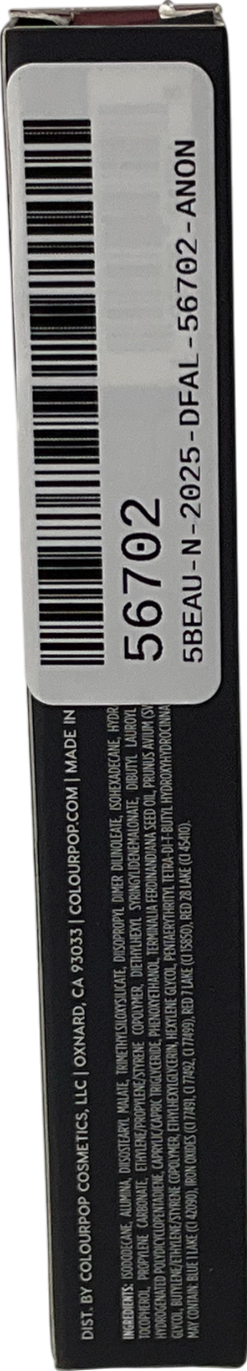 56702
5BEAU-N-2025-DFAL-56702-ANON
DIST. BY COLOURPOP COSMETICS, LLC | OXNARD, CA 93033 | COLOURPOP.COM | MADE IN
INGREDIENTS: ISODODECANE, ALUMINA, DIISOSTEARYL MALATE, TRIMETHYLSILOXYSILICATE, DIISOPROPYL DIMER DILINOLEATE, ISOHEXADECANE, HYDR
TOCOPHEROL, PROPYLENE CARBONATE, ETHYLENE/PROPYLENE/STYRENE COPOLYMER, DIETHYLHEXYL SYRINGYLIDENEMALONATE, DIBUTYL LAUROYL
HYDROGENATED POLYDICYCLOPENTADIENE, CAPRYLIC/CAPRIC TRIGLYCERIDE, PHENOXYETHANOL, TERMINALIA FERDINANDIANA SEED OIL, PRUNUS AVIUM (SW
GLYCOL, BUTYLENE/ETHYLENE/STYRENE COPOLYMER, ETHYLHEXYLGLYCERIN, HEXYLENE GLYCOL, PENTAERYTHRITYL TETRA-DI-T-BUTYL HYDROXYHYDROCINNA
MAY CONTAIN: BLUE 1 LAKE (CI 42090), IRON OXIDES (CI 77491, CI 77492, CI 77499), RED 7 LAKE (CI 15850), RED 28 LAKE (CI 45410).